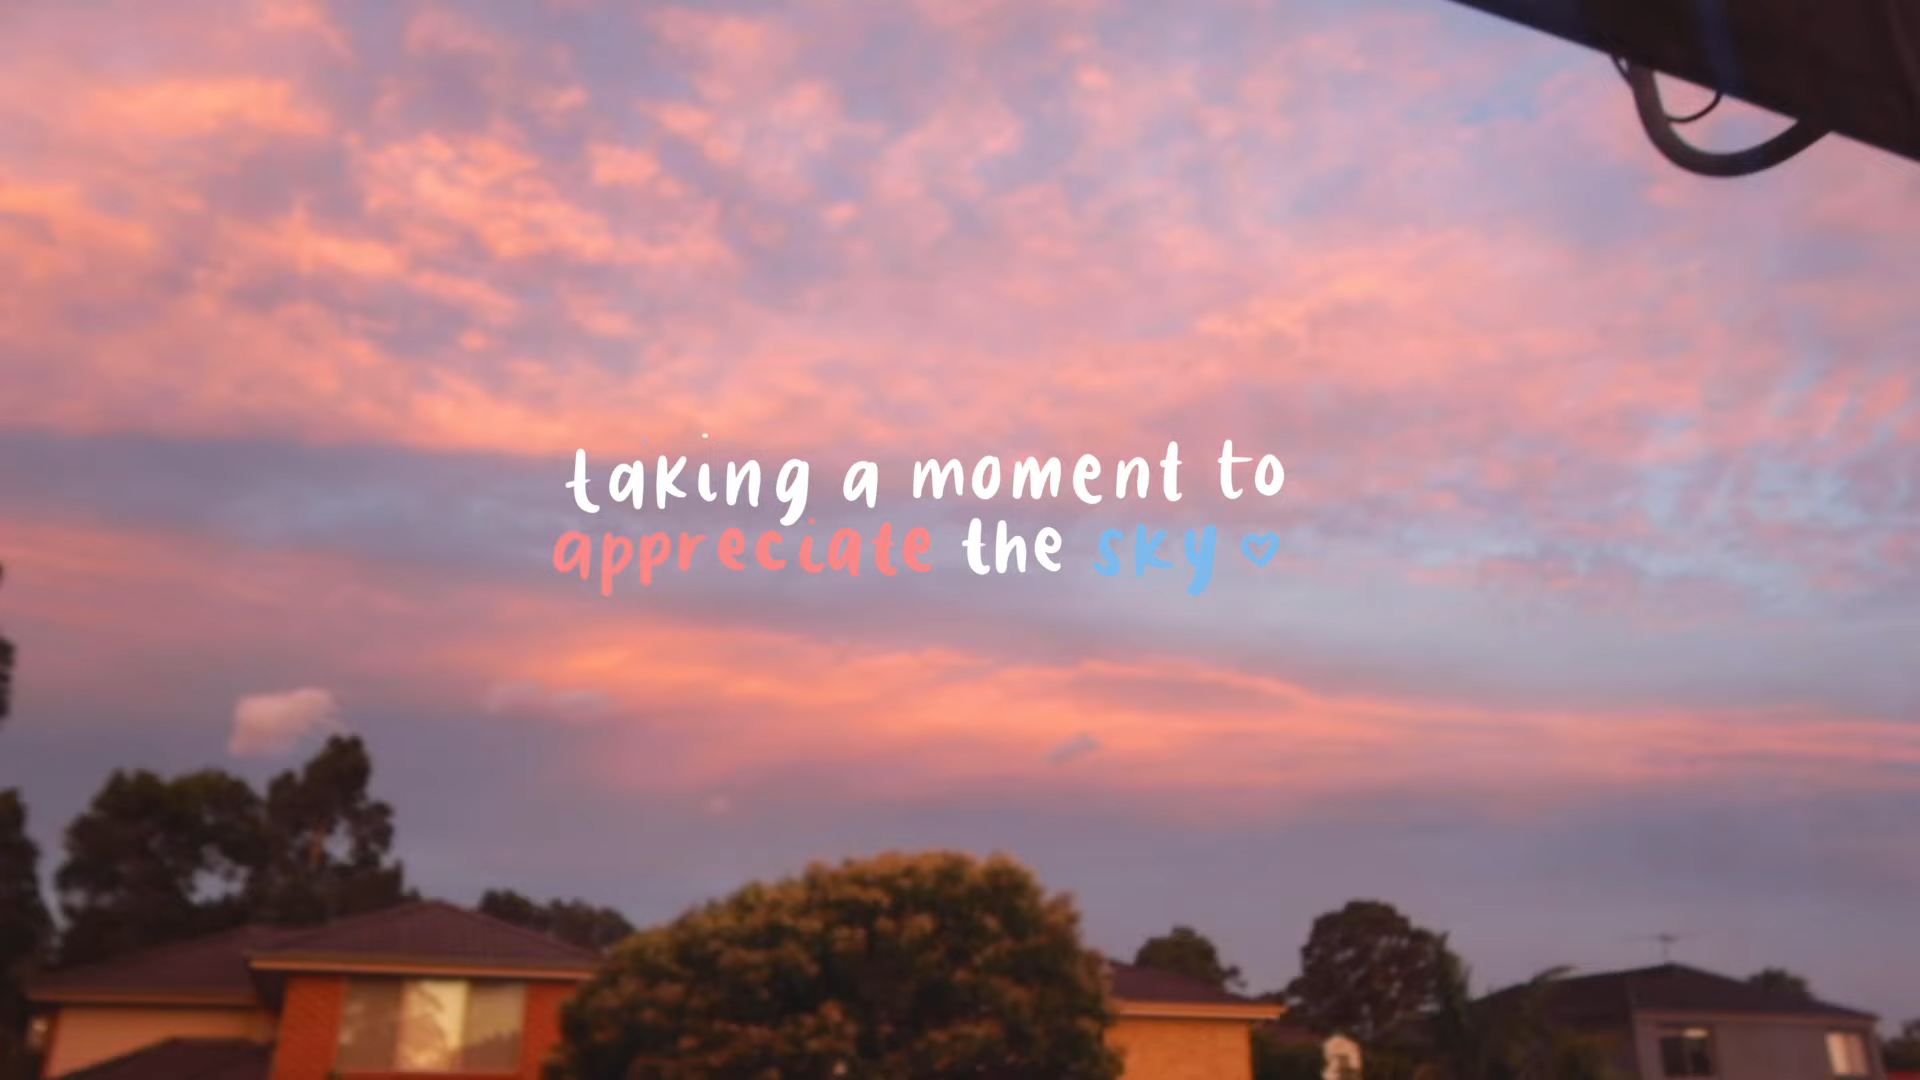 taking a moment to
appreciate the sky ♡